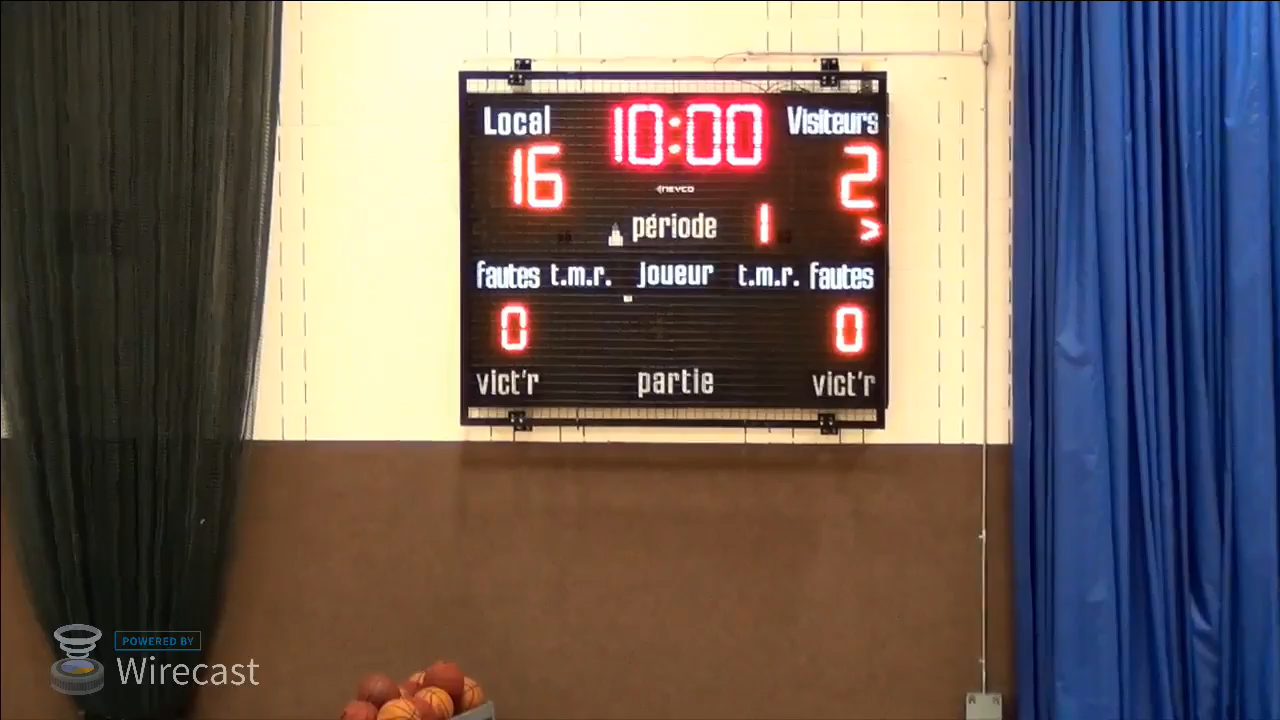 Local 10:00 Visiteurs
16 2
NEVCO
période 1 >
fautes t.m.r. joueur t.m.r. fautes
0 0
vict'r partie vict'r
POWERED BY
Wirecast